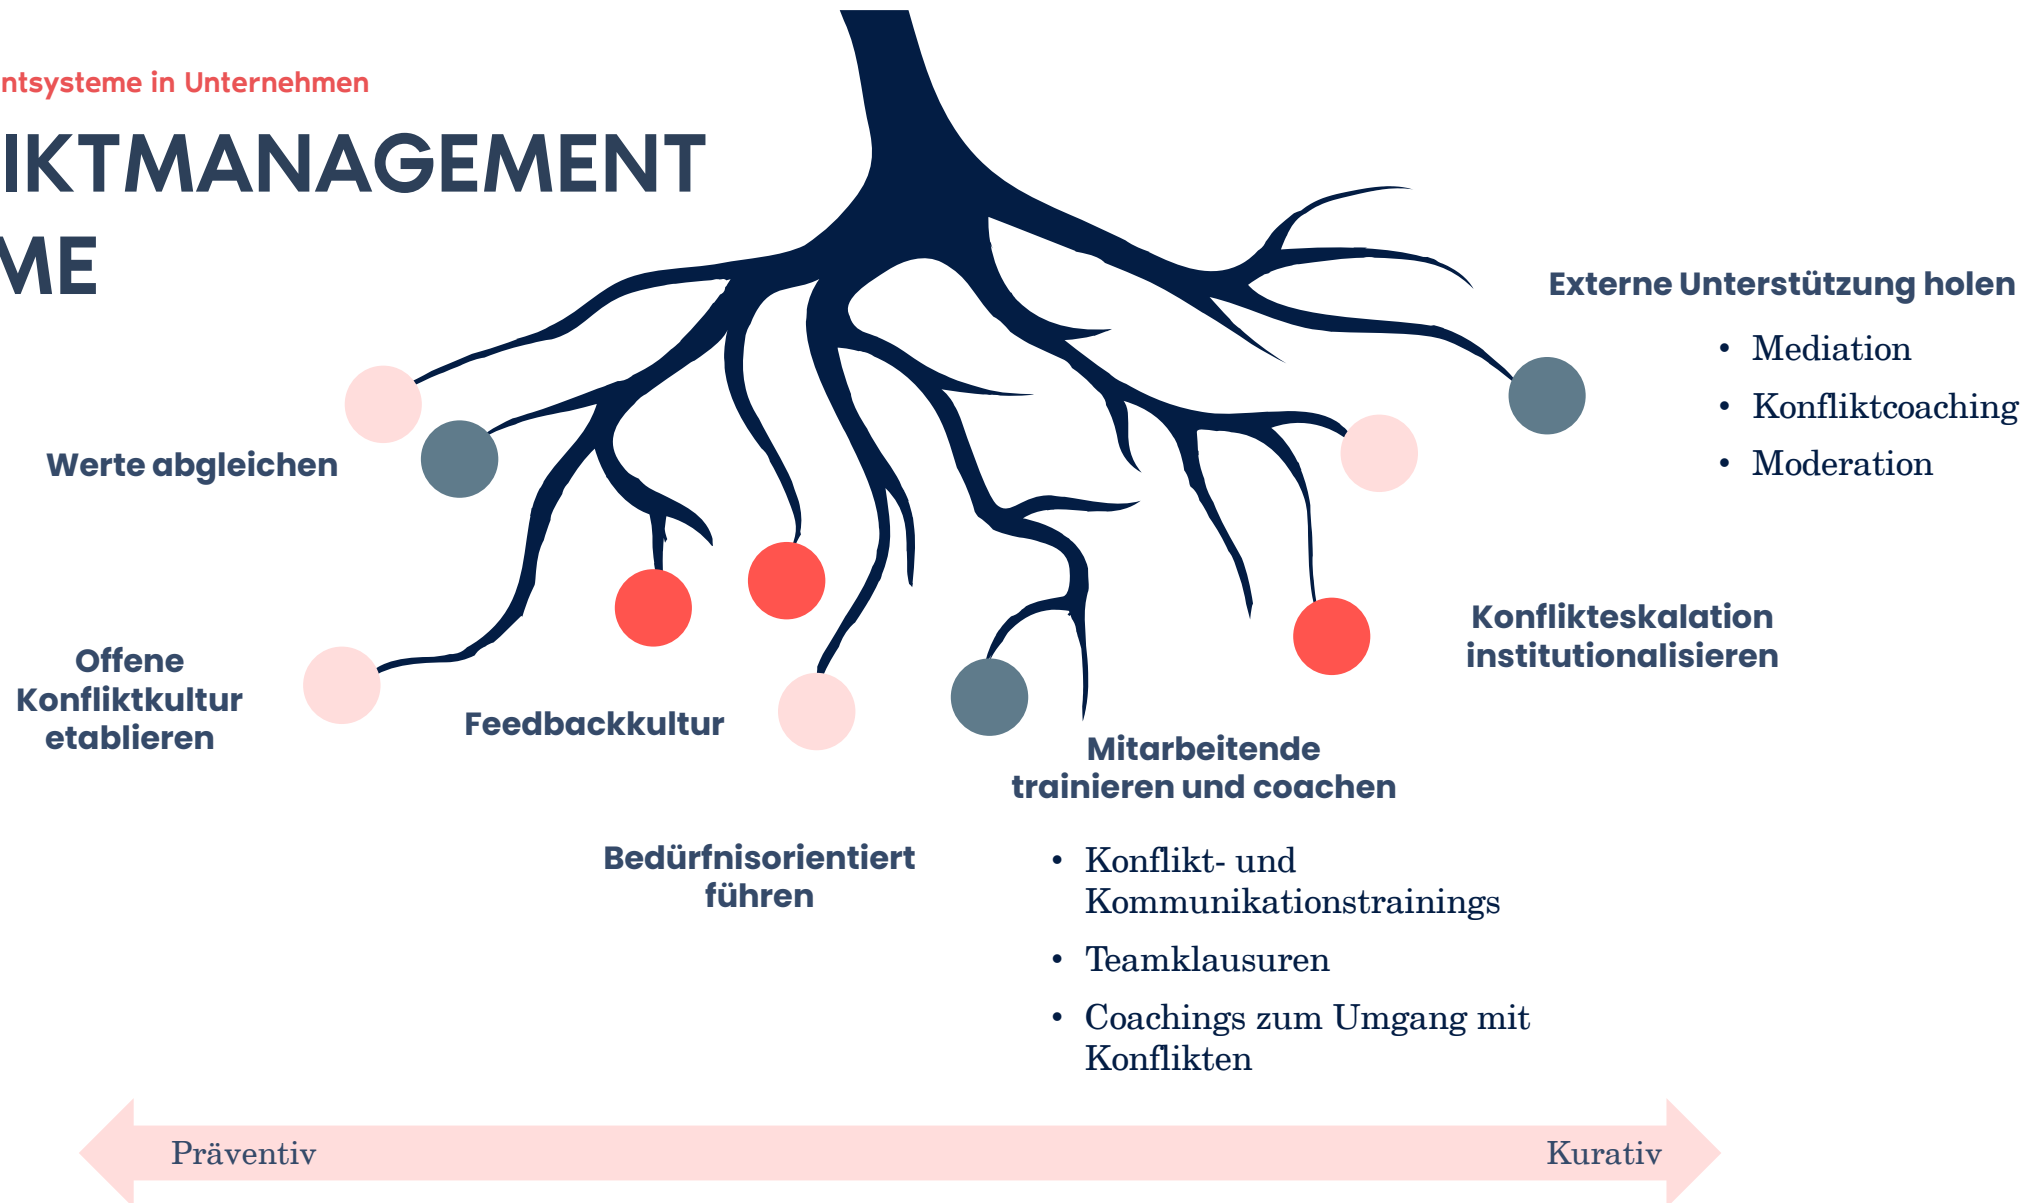 ntsysteme in Unternehmen
IKTMANAGEMENT
ME
Externe Unterstützung holen
• Mediation
• Konfliktcoaching
• Moderation
Werte abgleichen
Offene
Konfliktkultur
etablieren
Feedbackkultur
Bedürfnisorientiert
führen
Mitarbeitende
trainieren und coachen
• Konflikt- und
Kommunikationstrainings
• Teamklausuren
• Coachings zum Umgang mit
Konflikten
Konflikteskalation
institutionalisieren
Präventiv
Kurativ